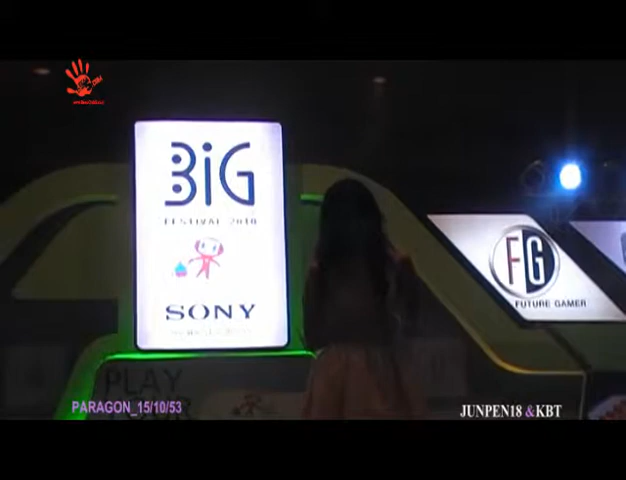 BiG
FESTIVAL 2010
SONY
FG
FUTURE GAMER
PLAY
PARAGON_15/10/53
JUNPEN18 &KBT